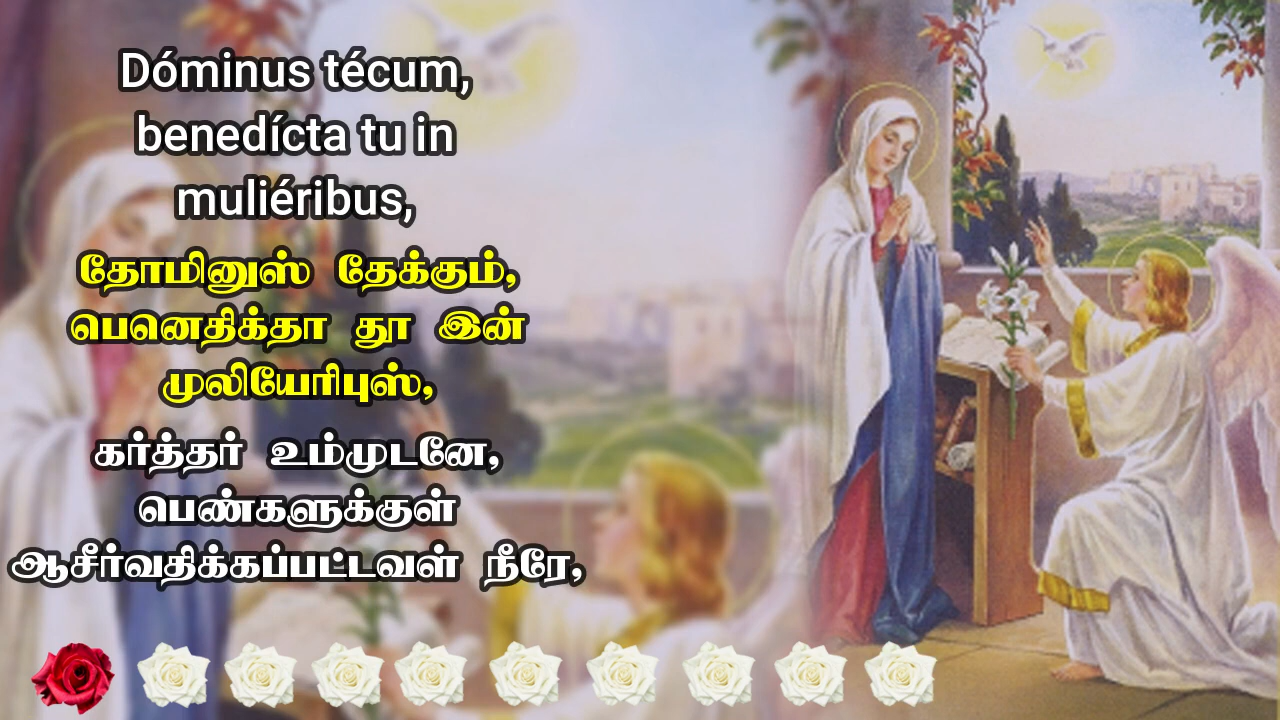 Dóminus técum,
benedícta tu in
muliéribus,
தோமினுஸ் தேக்கும்,
பெனெதிக்தா தூ இன்
முலியேரிபுஸ்,
கர்த்தர் உம்முடனே,
பெண்களுக்குள்
ஆசீர்வதிக்கப்பட்டவள் நீரே,